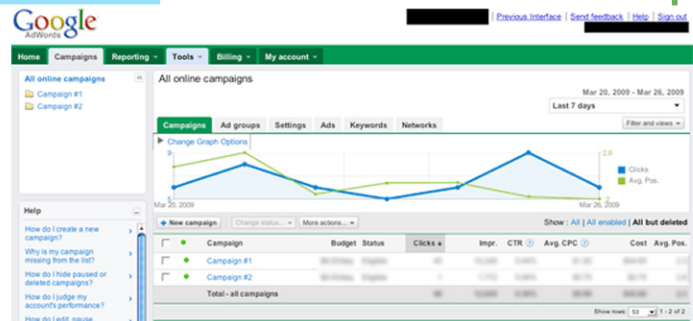 Google
AdWords
Previous Interface | Send feedback | Help | Sign out
Home Campaigns Reporting Tools Billing My account
All online campaigns
Campaign #1
Campaign #2
Help
How do I create a new
campaign?
Why is my campaign
missing from the list?
How do I hide paused or
deleted campaigns?
How do I judge my
account's performance?
How do I edit, pause,
All online campaigns
Mar 20, 2009 - Mar 26, 2009
Last 7 days
Campaigns Ad groups Settings Ads Keywords Networks
Filter and views
Change Graph Options
9
2.0
Clicks
Avg. Pos.
Mar 20, 2009
Mar 26, 2009
+ New campaign Change status... More actions...
Show : All | All enabled | All but deleted
Campaign Budget Status Clicks Impr. CTR Avg. CPC Cost Avg. Pos.
Campaign #1
Campaign #2
Total - all campaigns
Show rows: 50 1 - 2 of 2